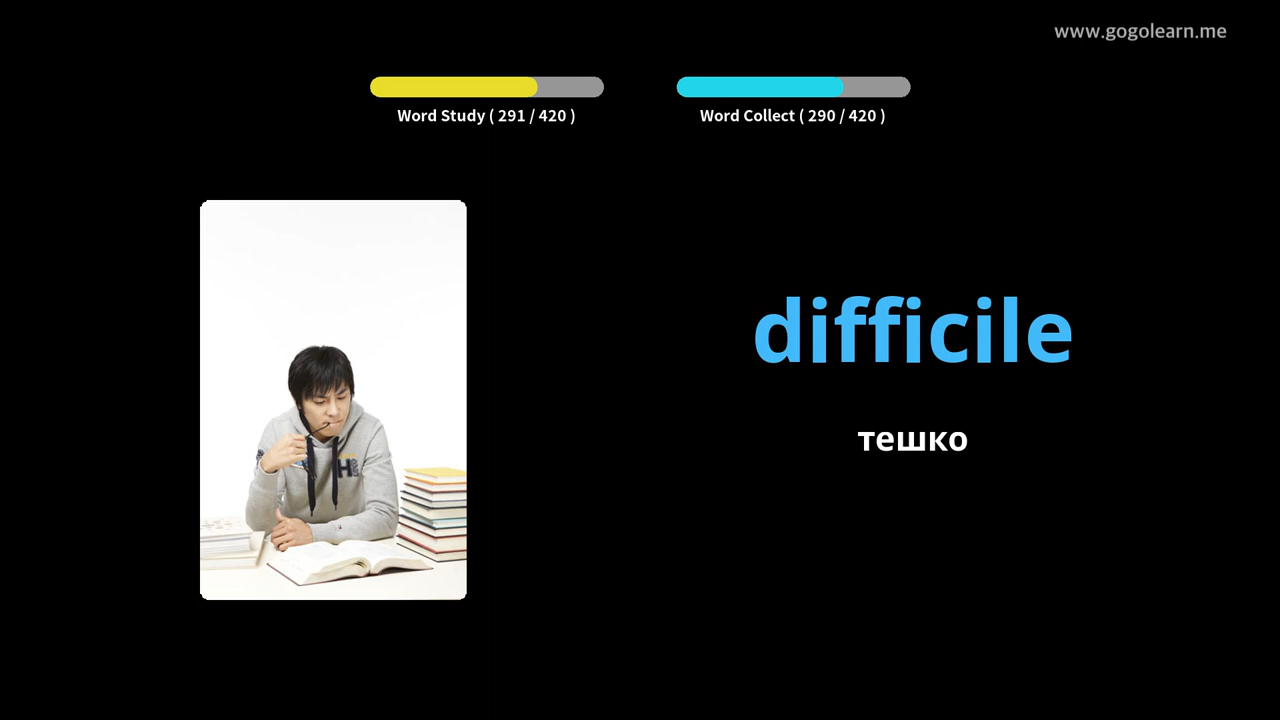 www.gogolearn.me
Word Study ( 291 / 420 )
Word Collect ( 290 / 420 )
difficile
тешко
H